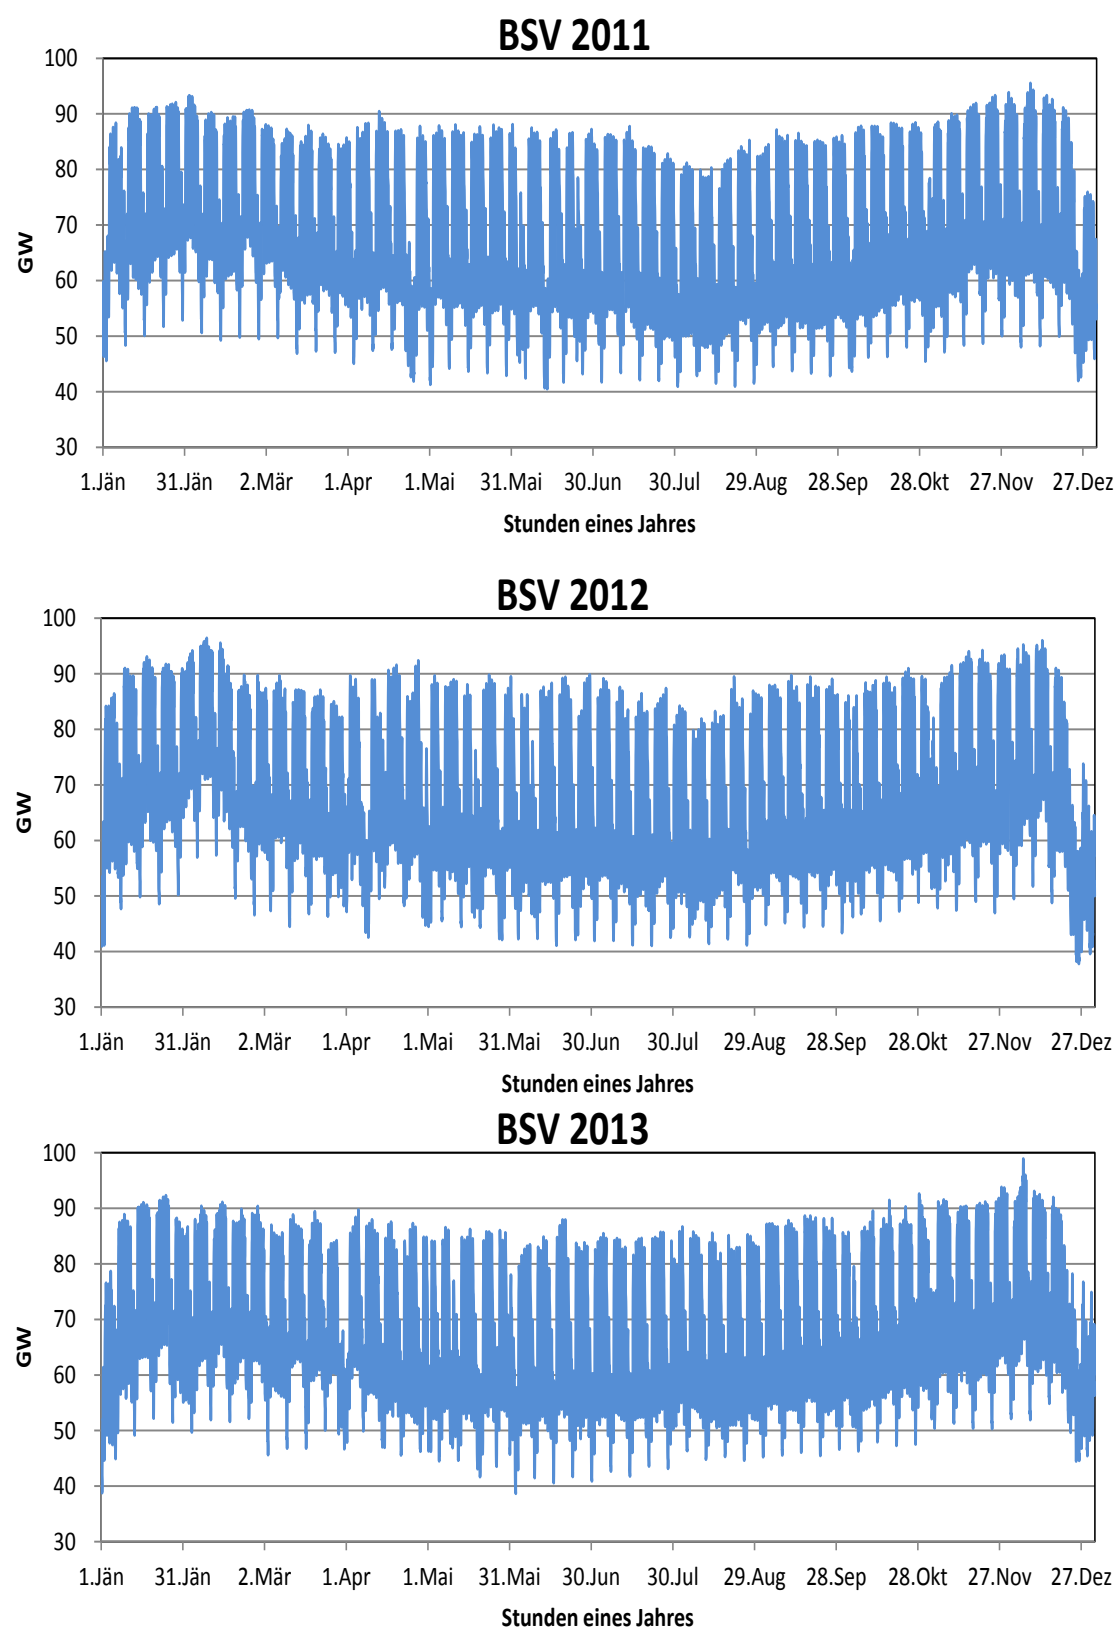 BSV 2011
100
90
80
70
60
50
40
30
GW
1.Jän 31.Jän 2.Mär 1.Apr 1.Mai 31.Mai 30.Jun 30.Jul 29.Aug 28.Sep 28.Okt 27.Nov 27.Dez
Stunden eines Jahres
BSV 2012
100
90
80
70
60
50
40
30
GW
1.Jän 31.Jän 2.Mär 1.Apr 1.Mai 31.Mai 30.Jun 30.Jul 29.Aug 28.Sep 28.Okt 27.Nov 27.Dez
Stunden eines Jahres
BSV 2013
100
90
80
70
60
50
40
30
GW
1.Jän 31.Jän 2.Mär 1.Apr 1.Mai 31.Mai 30.Jun 30.Jul 29.Aug 28.Sep 28.Okt 27.Nov 27.Dez
Stunden eines Jahres